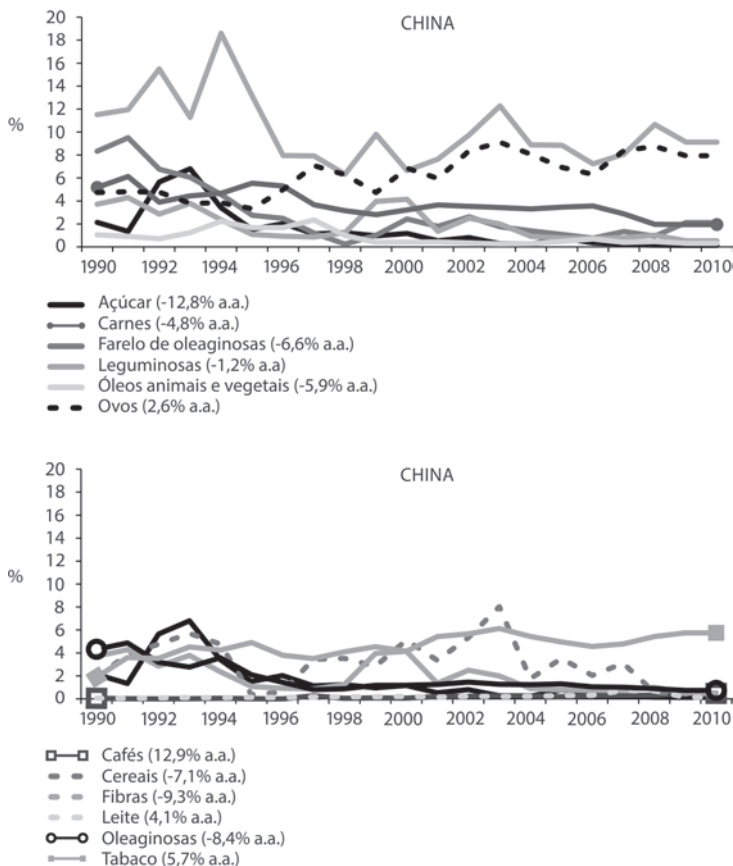 CHINA
20
18
16
14
12
%
10
8
6
4
2
0
1990 1992 1994 1996 1998 2000 2002 2004 2006 2008 2010
Açúcar (-12,8% a.a.)
Carnes (-4,8% a.a.)
Farelo de oleaginosas (-6,6% a.a.)
Leguminosas (-1,2% a.a)
Óleos animais e vegetais (-5,9% a.a.)
Ovos (2,6% a.a.)
CHINA
20
18
16
14
12
%
10
8
6
4
2
0
1990 1992 1994 1996 1998 2000 2002 2004 2006 2008 2010
Cafés (12,9% a.a.)
Cereais (-7,1% a.a.)
Fibras (-9,3% a.a.)
Leite (4,1% a.a.)
Oleaginosas (-8,4% a.a.)
Tabaco (5,7% a.a.)